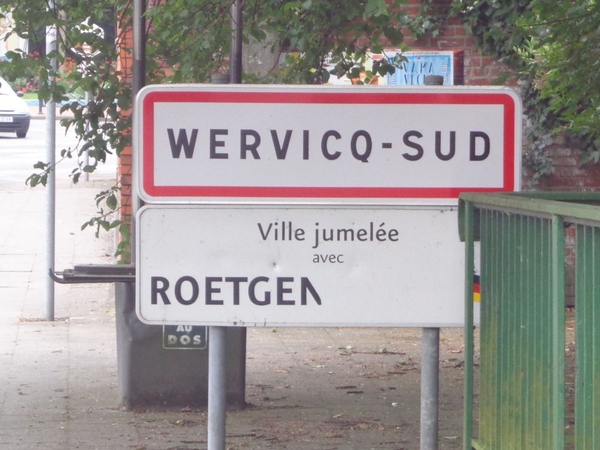 WERVICQ-SUD
Ville jumelée
avec
ROETGEN
AU
DOS